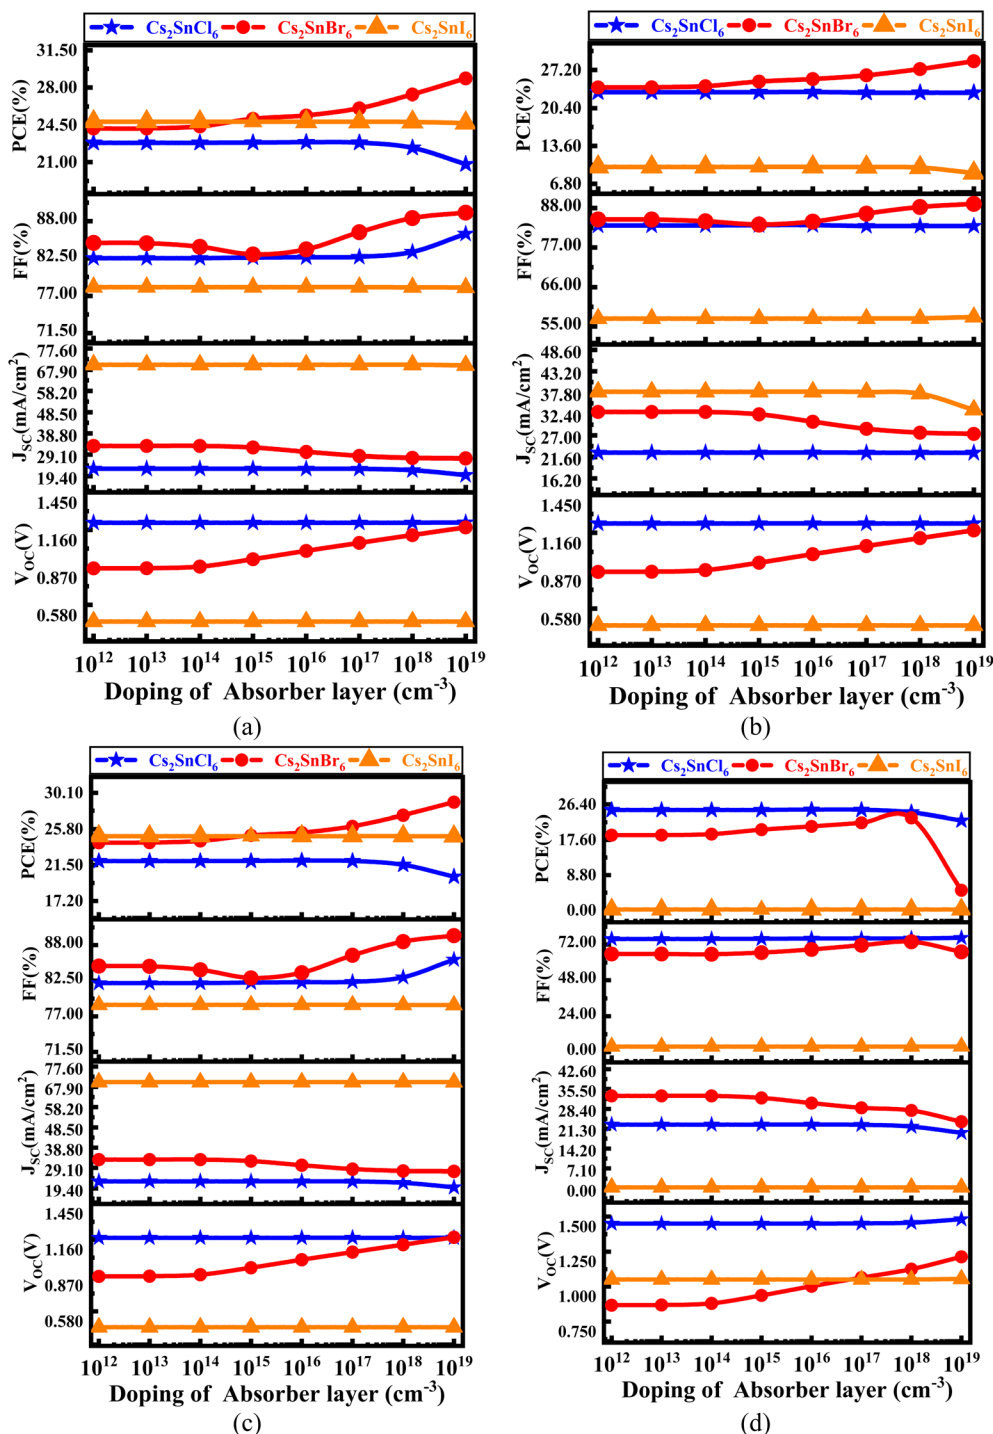 Cs₂SnCl₆ Cs₂SnBr₆ Cs₂SnI₆
PCE(%)
31.50
28.00
24.50
21.00
FF(%)
88.00
82.50
77.00
71.50
J_SC(mA/cm²)
77.60
67.90
58.20
48.50
38.80
29.10
19.40
V_OC(V)
1.450
1.160
0.870
0.580
10¹² 10¹³ 10¹⁴ 10¹⁵ 10¹⁶ 10¹⁷ 10¹⁸ 10¹⁹
Doping of Absorber layer (cm⁻³)
(a)
Cs₂SnCl₆ Cs₂SnBr₆ Cs₂SnI₆
PCE(%)
27.20
20.40
13.60
6.80
FF(%)
88.00
77.00
66.00
55.00
J_SC(mA/cm²)
48.60
43.20
37.80
32.40
27.00
21.60
16.20
V_OC(V)
1.450
1.160
0.870
0.580
10¹² 10¹³ 10¹⁴ 10¹⁵ 10¹⁶ 10¹⁷ 10¹⁸ 10¹⁹
Doping of Absorber layer (cm⁻³)
(b)
Cs₂SnCl₆ Cs₂SnBr₆ Cs₂SnI₆
PCE(%)
30.10
25.80
21.50
17.20
FF(%)
88.00
82.50
77.00
71.50
J_SC(mA/cm²)
77.60
67.90
58.20
48.50
38.80
29.10
19.40
V_OC(V)
1.450
1.160
0.870
0.580
10¹² 10¹³ 10¹⁴ 10¹⁵ 10¹⁶ 10¹⁷ 10¹⁸ 10¹⁹
Doping of Absorber layer (cm⁻³)
(c)
Cs₂SnCl₆ Cs₂SnBr₆ Cs₂SnI₆
PCE(%)
26.40
17.60
8.80
0.00
FF(%)
72.00
48.00
24.00
0.00
J_SC(mA/cm²)
42.60
35.50
28.40
21.30
14.20
7.10
0.00
V_OC(V)
1.500
1.250
1.000
0.750
10¹² 10¹³ 10¹⁴ 10¹⁵ 10¹⁶ 10¹⁷ 10¹⁸ 10¹⁹
Doping of Absorber layer (cm⁻³)
(d)